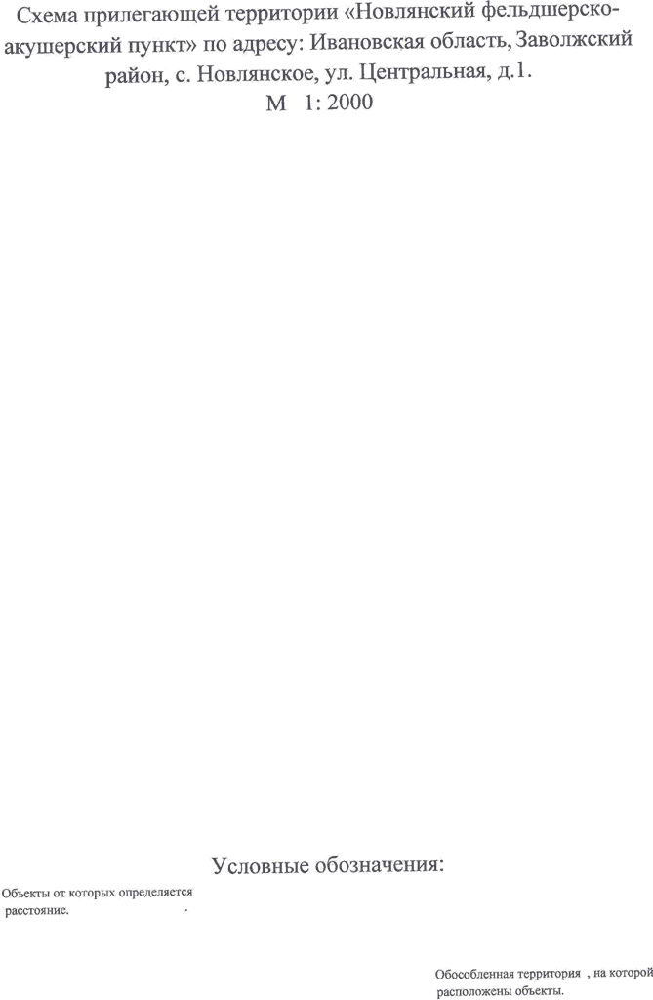 Схема прилегающей территории «Новлянский фельдшерско-
акушерский пункт» по адресу: Ивановская область, Заволжский
район, с. Новлянское, ул. Центральная, д.1.
М 1: 2000
Условные обозначения:
Объекты от которых определяется
расстояние.
Обособленная территория , на которой
расположены объекты.